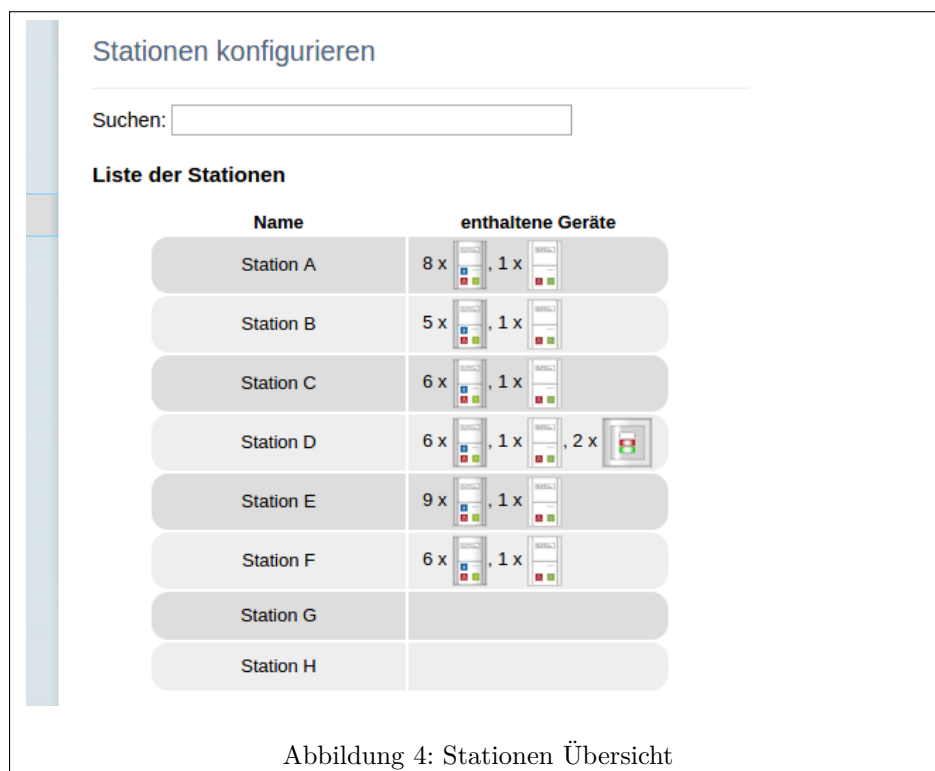 Stationen konfigurieren
Suchen:
Liste der Stationen
Name enthaltene Geräte
Station A 8 x , 1 x
Station B 5 x , 1 x
Station C 6 x , 1 x
Station D 6 x , 1 x , 2 x
Station E 9 x , 1 x
Station F 6 x , 1 x
Station G
Station H
Abbildung 4: Stationen Übersicht